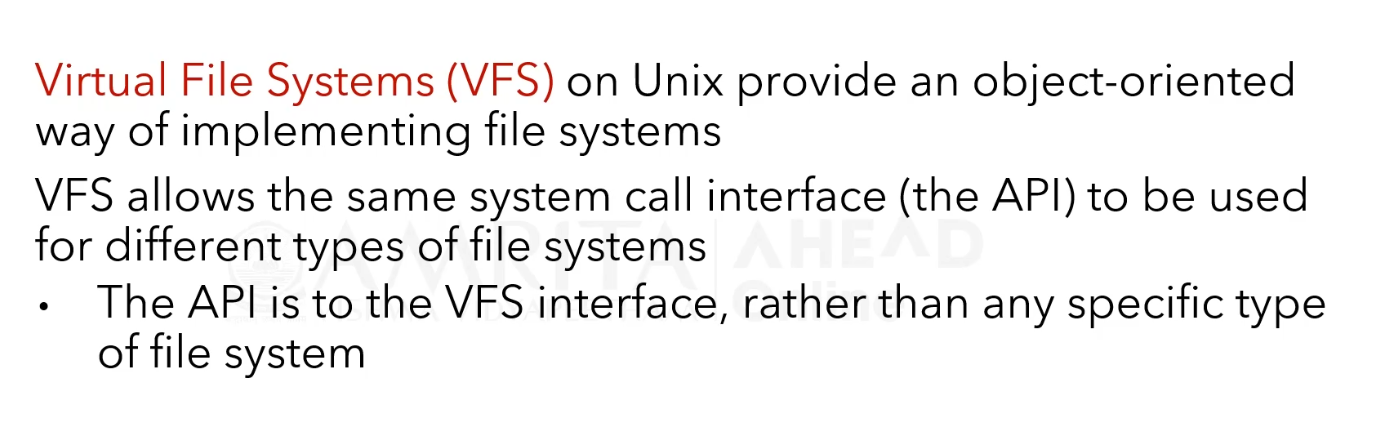 Virtual File Systems (VFS) on Unix provide an object-oriented
way of implementing file systems
VFS allows the same system call interface (the API) to be used
for different types of file systems
• The API is to the VFS interface, rather than any specific type
of file system
AMRITA AHEAD
Online